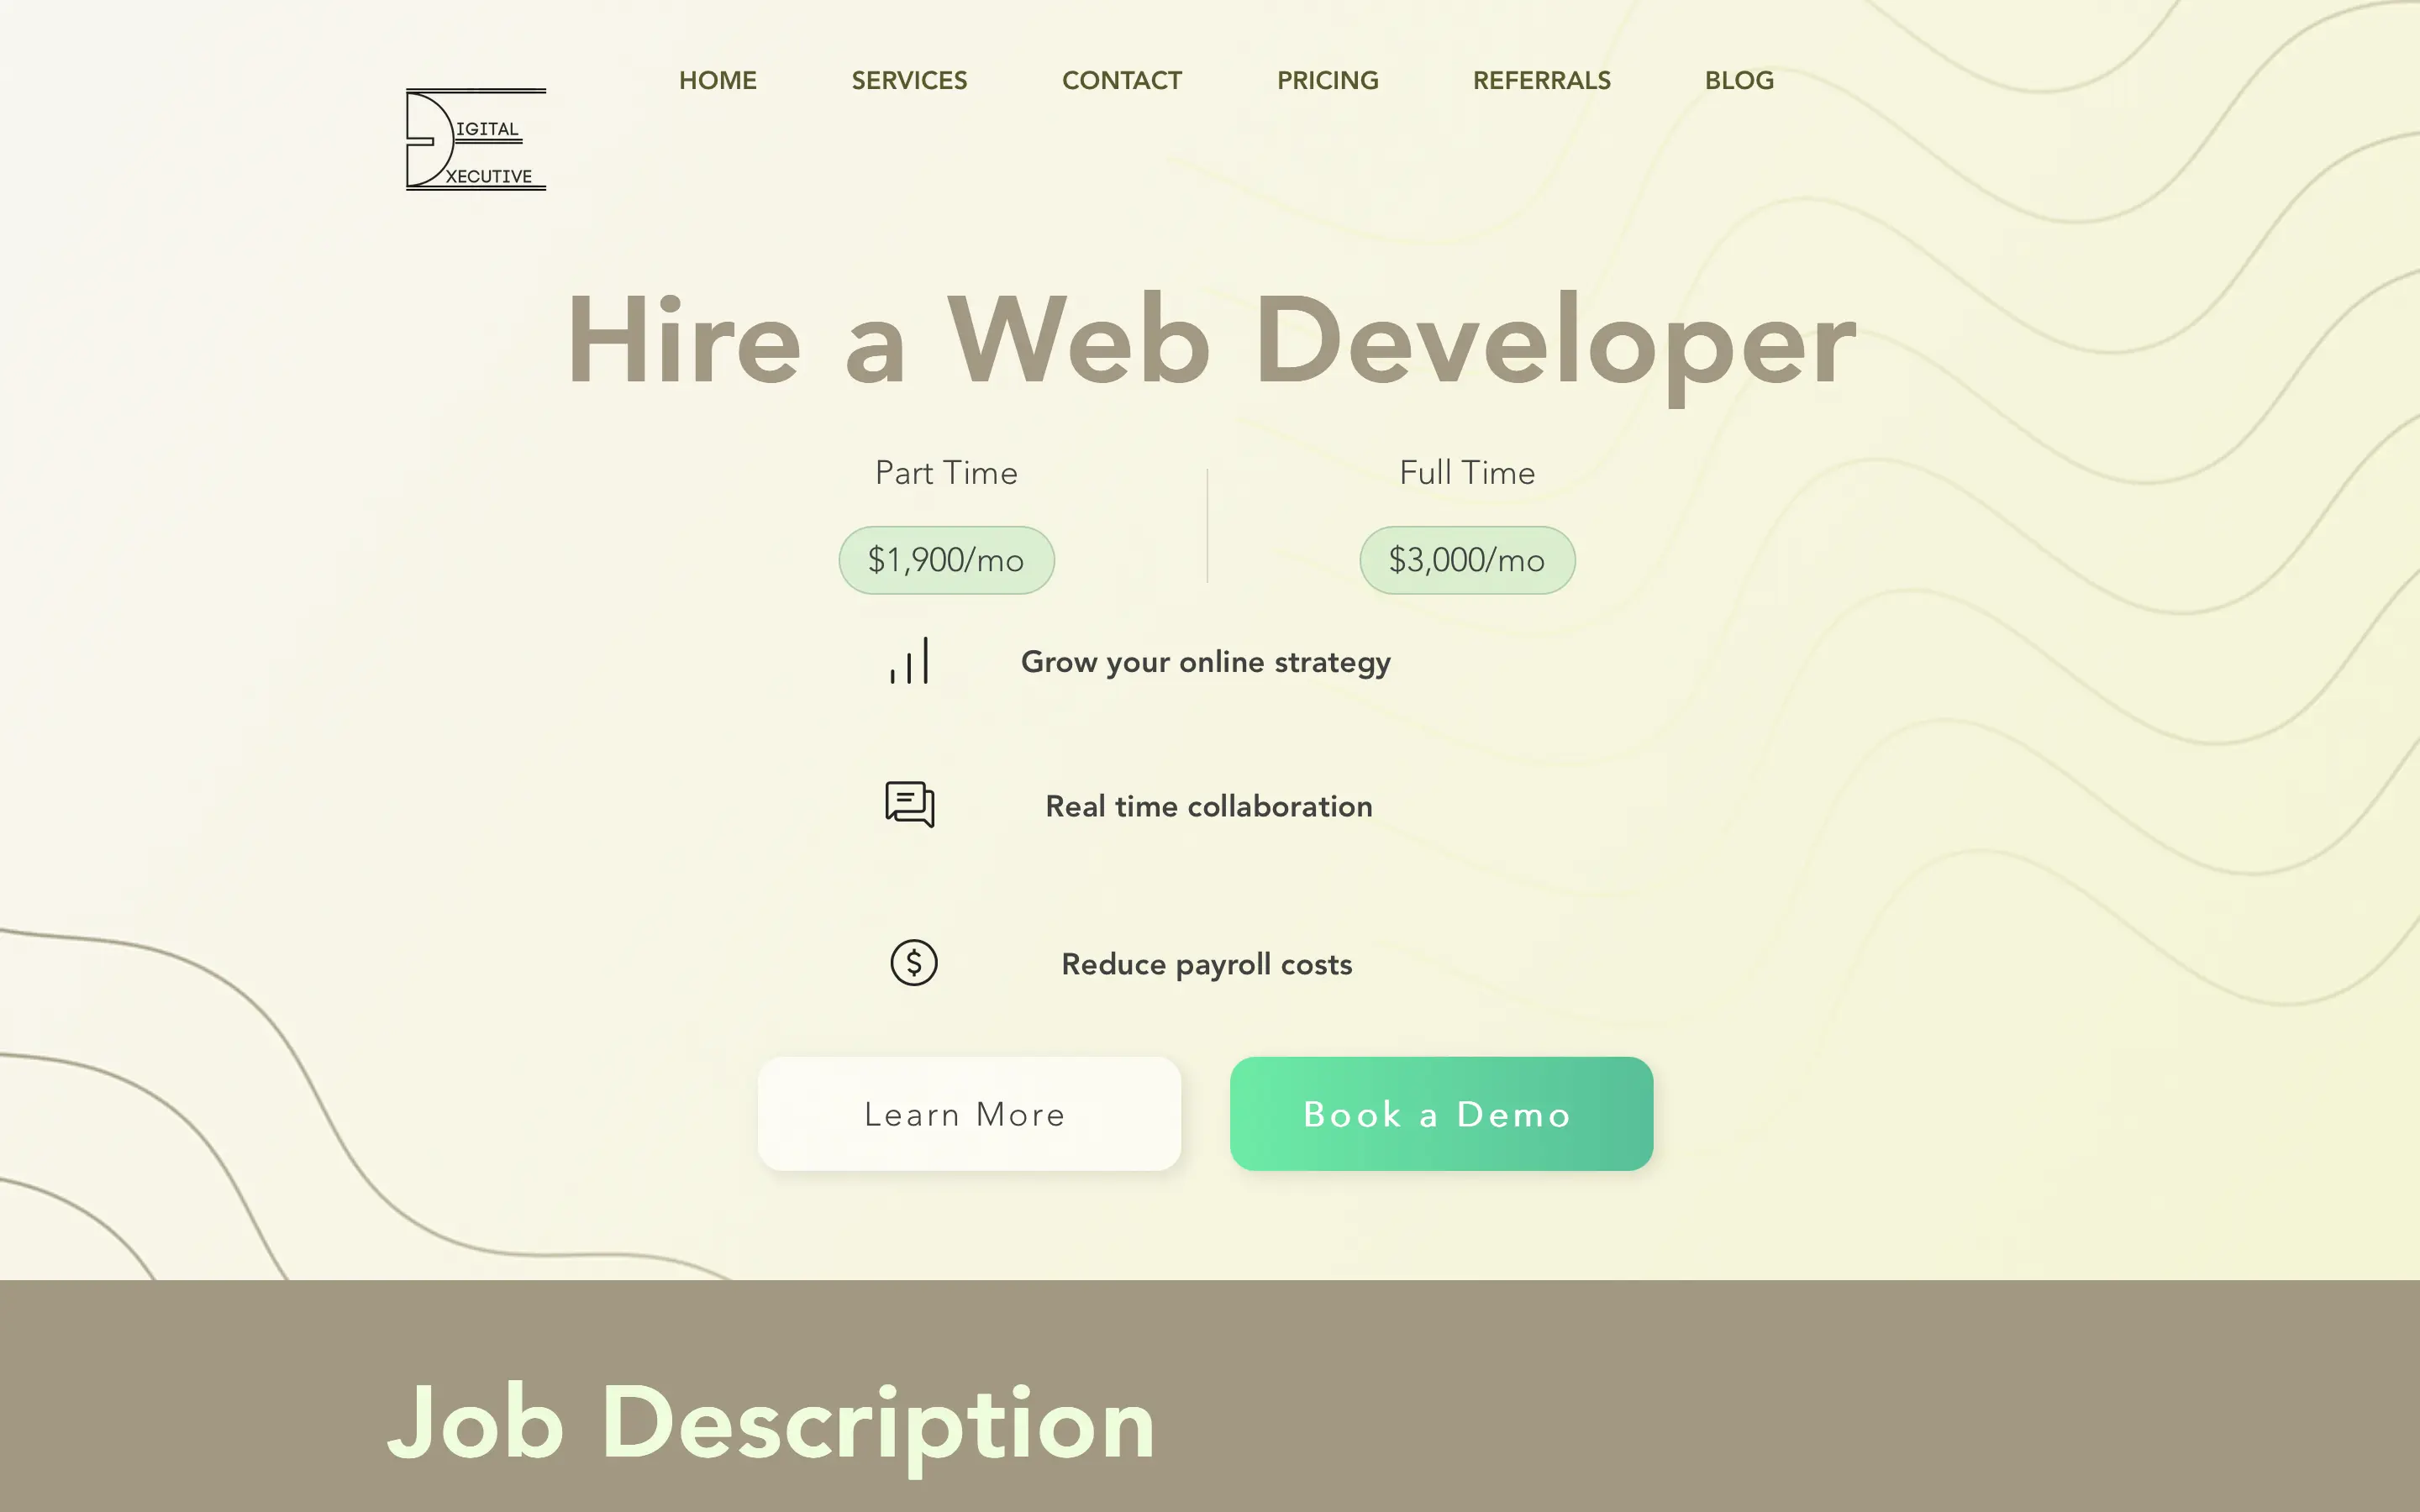 HOME SERVICES CONTACT PRICING REFERRALS BLOG
DIGITAL
EXECUTIVE
Hire a Web Developer
Part Time Full Time
$1,900/mo $3,000/mo
Grow your online strategy
Real time collaboration
Reduce payroll costs
Learn More Book a Demo
Job Description